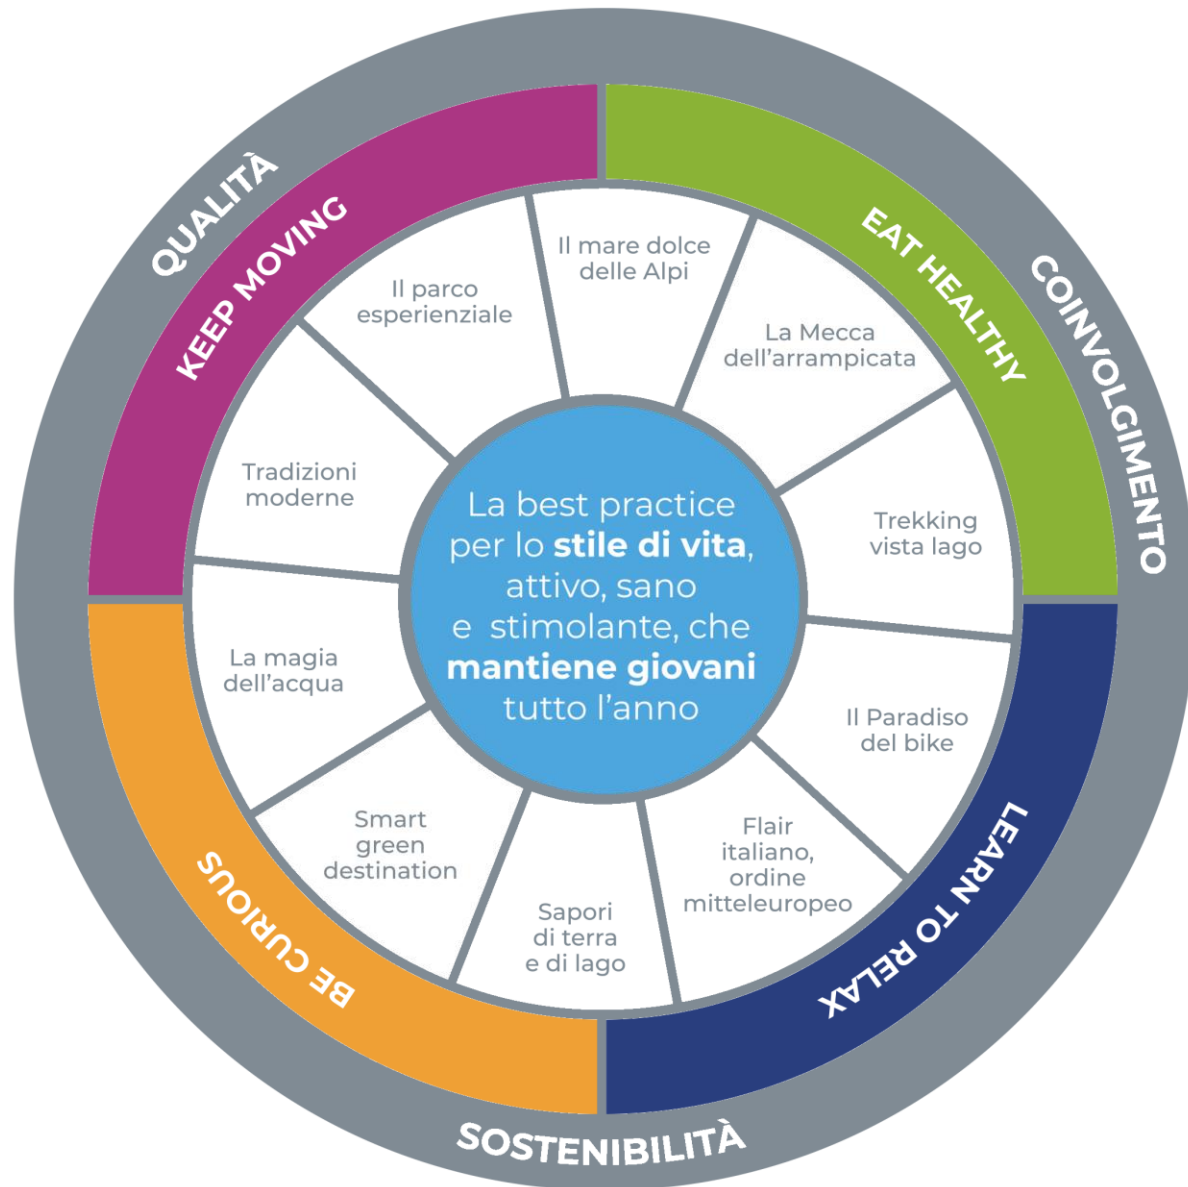 QUALITÀ
COINVOLGIMENTO
SOSTENIBILITÀ
KEEP MOVING
EAT HEALTHY
LEARN TO RELAX
BE CURIOUS
Il mare dolce
delle Alpi
La Mecca
dell’arrampicata
Trekking
vista lago
Il Paradiso
del bike
Flair
italiano,
ordine
mitteleuropeo
Sapori
di terra
e di lago
Smart
green
destination
La magia
dell’acqua
Tradizioni
moderne
Il parco
esperienziale
La best practice
per lo stile di vita,
attivo, sano
e stimolante, che
mantiene giovani
tutto l’anno